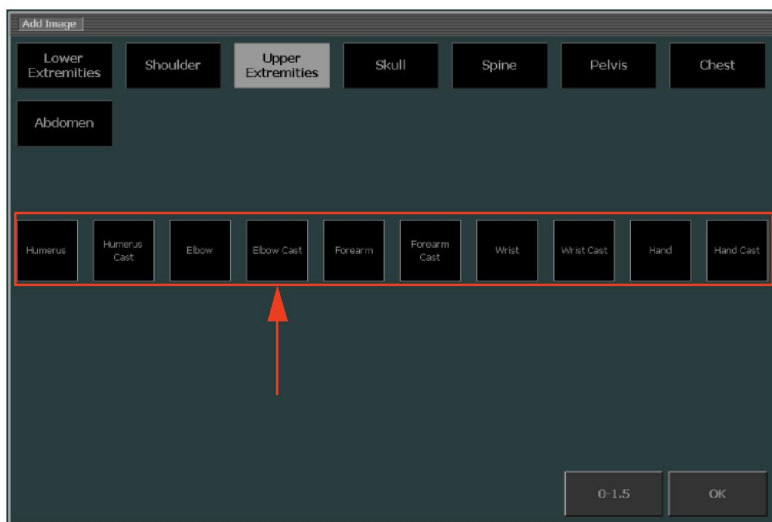 Add Image
Lower
Extremities
Shoulder
Upper
Extremities
Skull
Spine
Pelvis
Chest
Abdomen
Humerus
Humerus
Cast
Elbow
Elbow Cast
Forearm
Forearm
Cast
Wrist
Wrist Cast
Hand
Hand Cast
0-1.5
OK